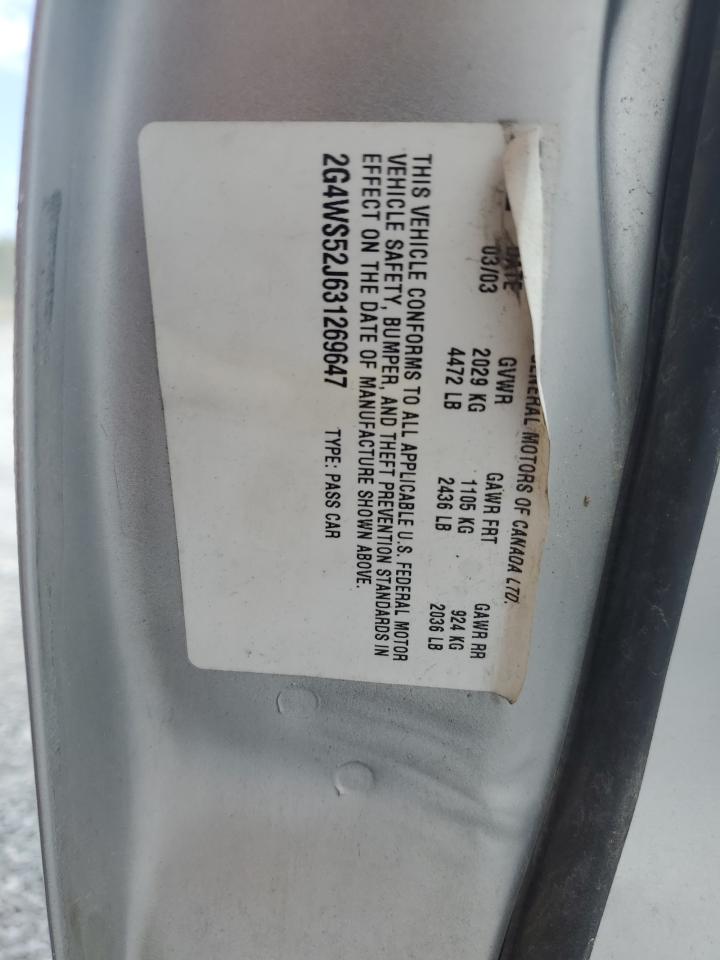 GENERAL MOTORS OF CANADA LTD.
DATE GVWR GAWR FRT GAWR RR
03/03 2029 KG 1105 KG 924 KG
4472 LB 2436 LB 2036 LB
THIS VEHICLE CONFORMS TO ALL APPLICABLE U.S. FEDERAL MOTOR
VEHICLE SAFETY, BUMPER, AND THEFT PREVENTION STANDARDS IN
EFFECT ON THE DATE OF MANUFACTURE SHOWN ABOVE.
2G4WS52J631269647 TYPE: PASS CAR